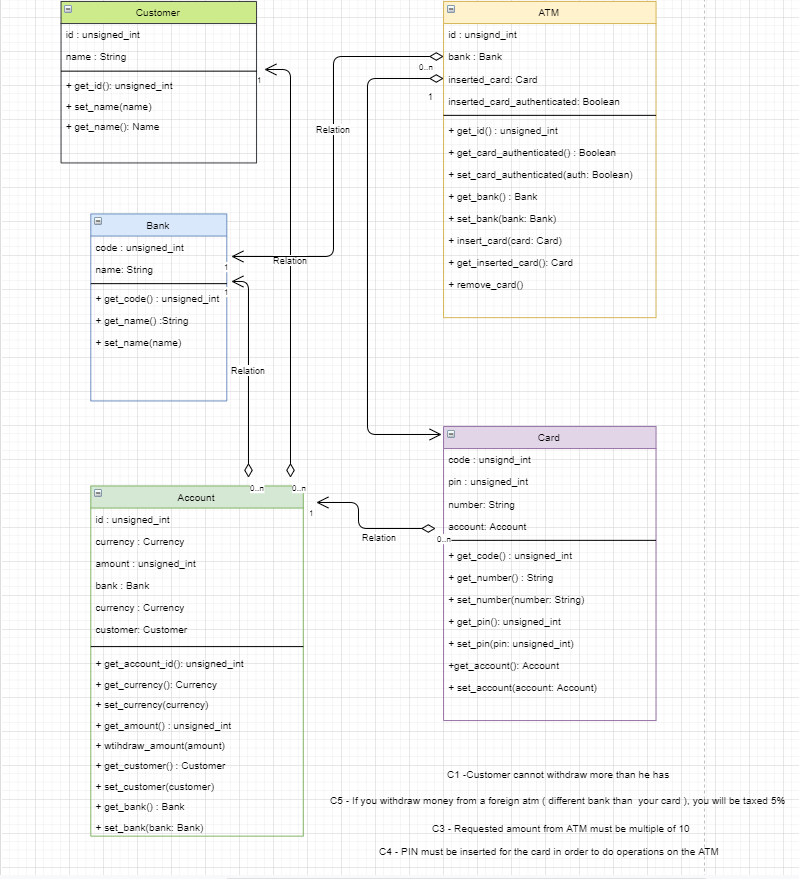 Customer
id : unsigned_int
name : String
+ get_id(): unsigned_int
+ set_name(name)
+ get_name(): Name
1
ATM
id : unsignd_int
bank : Bank
0..n
inserted_card: Card
1
inserted_card_authenticated: Boolean
+ get_id() : unsigned_int
+ get_card_authenticated() : Boolean
+ set_card_authenticated(auth: Boolean)
+ get_bank() : Bank
+ set_bank(bank: Bank)
+ insert_card(card: Card)
+ get_inserted_card(): Card
+ remove_card()
Relation
Bank
code : unsigned_int
name: String
1
1
+ get_code() : unsigned_int
+ get_name() :String
+ set_name(name)
Relation
Relation
0..n
0..n
Account
id : unsigned_int
currency : Currency
amount : unsigned_int
bank : Bank
currency : Currency
customer: Customer
+ get_account_id(): unsigned_int
+ get_currency(): Currency
+ set_currency(currency)
+ get_amount() : unsigned_int
+ wtihdraw_amount(amount)
+ get_customer() : Customer
+ set_customer(customer)
+ get_bank() : Bank
+ set_bank(bank: Bank)
1
Relation
0..n
Card
code : unsignd_int
pin : unsigned_int
number: String
account: Account
+ get_code() : unsigned_int
+ get_number() : String
+ set_number(number: String)
+ get_pin(): unsigned_int
+ set_pin(pin: unsigned_int)
+get_account(): Account
+ set_account(account: Account)
C1 -Customer cannot withdraw more than he has
C5 - If you withdraw money from a foreign atm ( different bank than your card ), you will be taxed 5%
C3 - Requested amount from ATM must be multiple of 10
C4 - PIN must be inserted for the card in order to do operations on the ATM